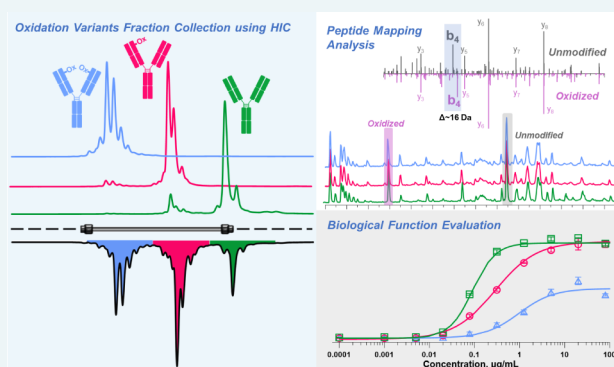 Oxidation Variants Fraction Collection using HIC
-Ox
Ox Ox
Peptide Mapping
Analysis
y₆
b₄
y₈
y₃
y₅
y₇
Unmodified
Oxidized
y₃
b₄
y₅
y₇
y₈
y₆
Δ~16 Da
Oxidized
Unmodified
Biological Function Evaluation
0.0001
0.001
0.01
0.1
1
10
100
Concentration, µg/mL